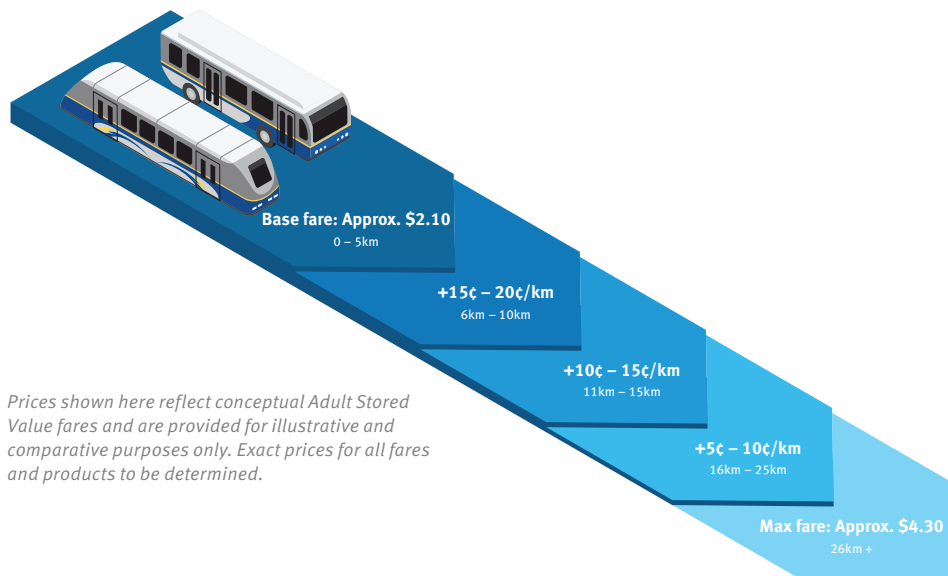 Base fare: Approx. $2.10
0 – 5km
+15¢ – 20¢/km
6km – 10km
+10¢ – 15¢/km
11km – 15km
+5¢ – 10¢/km
16km – 25km
Max fare: Approx. $4.30
26km +
Prices shown here reflect conceptual Adult Stored
Value fares and are provided for illustrative and
comparative purposes only. Exact prices for all fares
and products to be determined.